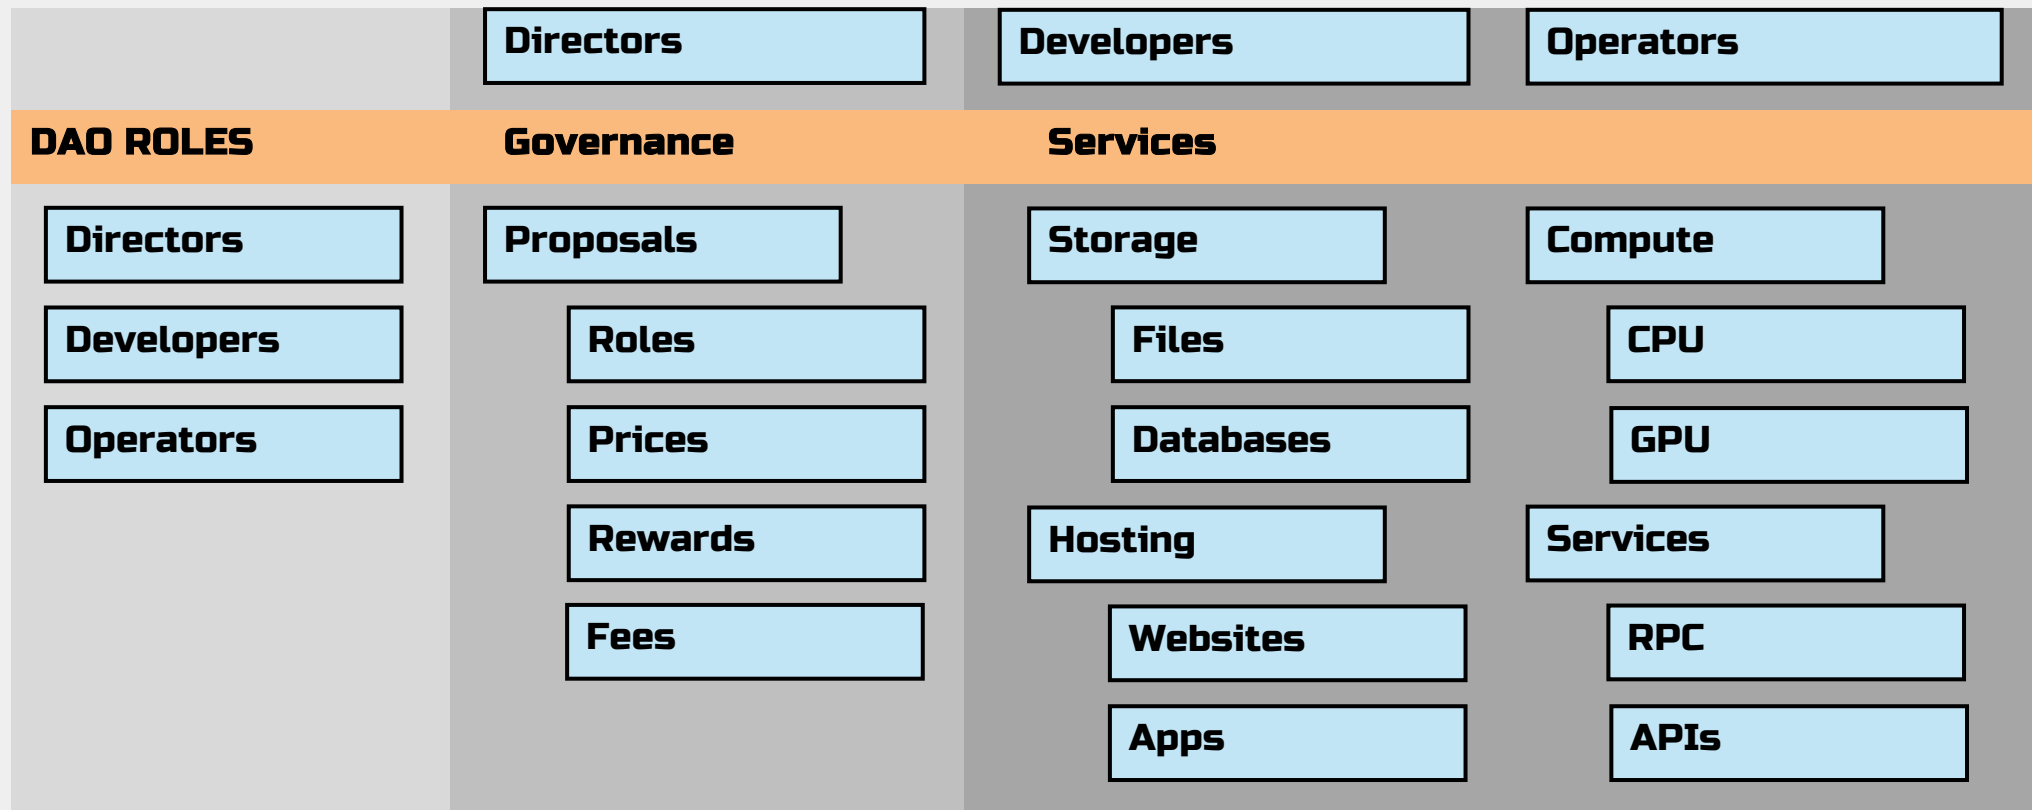 Directors
Developers
Operators
DAO ROLES
Governance
Services
Directors
Developers
Operators
Proposals
Roles
Prices
Rewards
Fees
Storage
Files
Databases
Hosting
Websites
Apps
Compute
CPU
GPU
Services
RPC
APIs